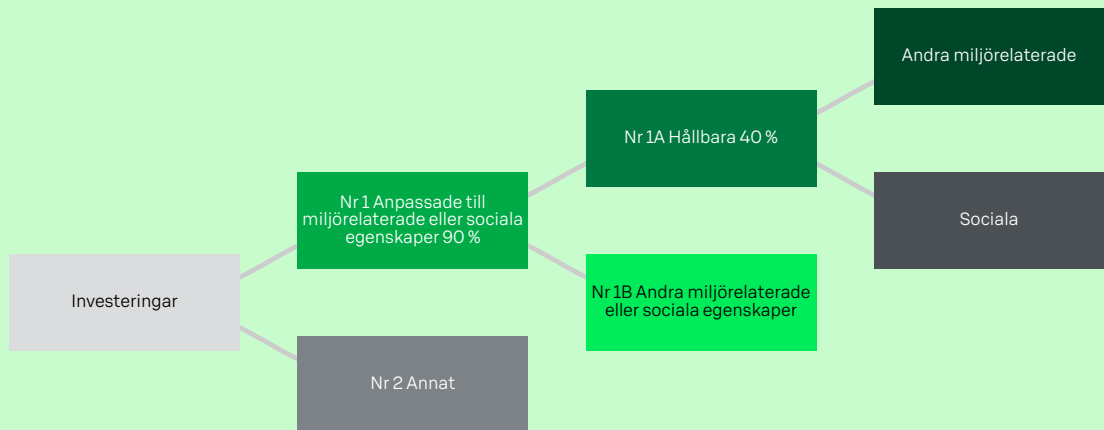 Andra miljörelaterade
Nr 1A Hållbara 40 %
Nr 1 Anpassade till
miljörelaterade eller sociala
egenskaper 90 %
Sociala
Investeringar
Nr 1B Andra miljörelaterade
eller sociala egenskaper
Nr 2 Annat